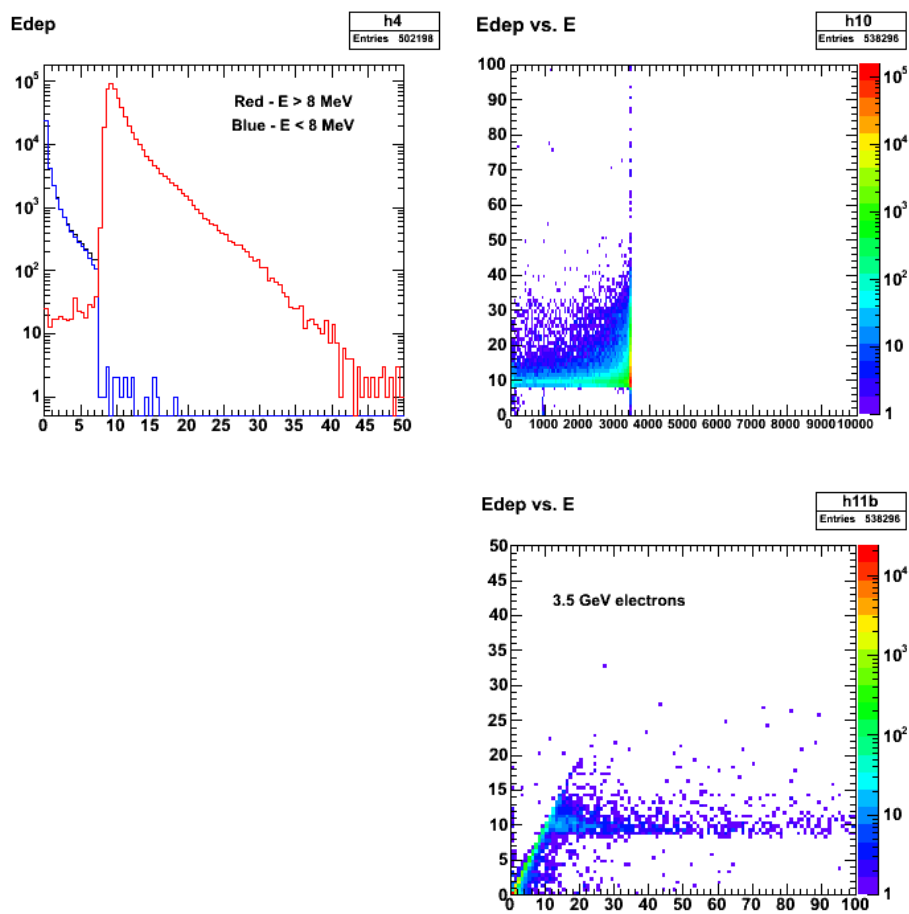 Edep
h4
Entries 502198
Red - E > 8 MeV
Blue - E < 8 MeV
10^5
10^4
10^3
10^2
10
1
0 5 10 15 20 25 30 35 40 45 50
Edep vs. E
h10
Entries 538296
100
90
80
70
60
50
40
30
20
10
0
0 1000 2000 3000 4000 5000 6000 7000 8000 9000 10000
10^5
10^4
10^3
10^2
10
1
Edep vs. E
h11b
Entries 538296
3.5 GeV electrons
50
45
40
35
30
25
20
15
10
5
0
0 10 20 30 40 50 60 70 80 90 100
10^4
10^3
10^2
10
1